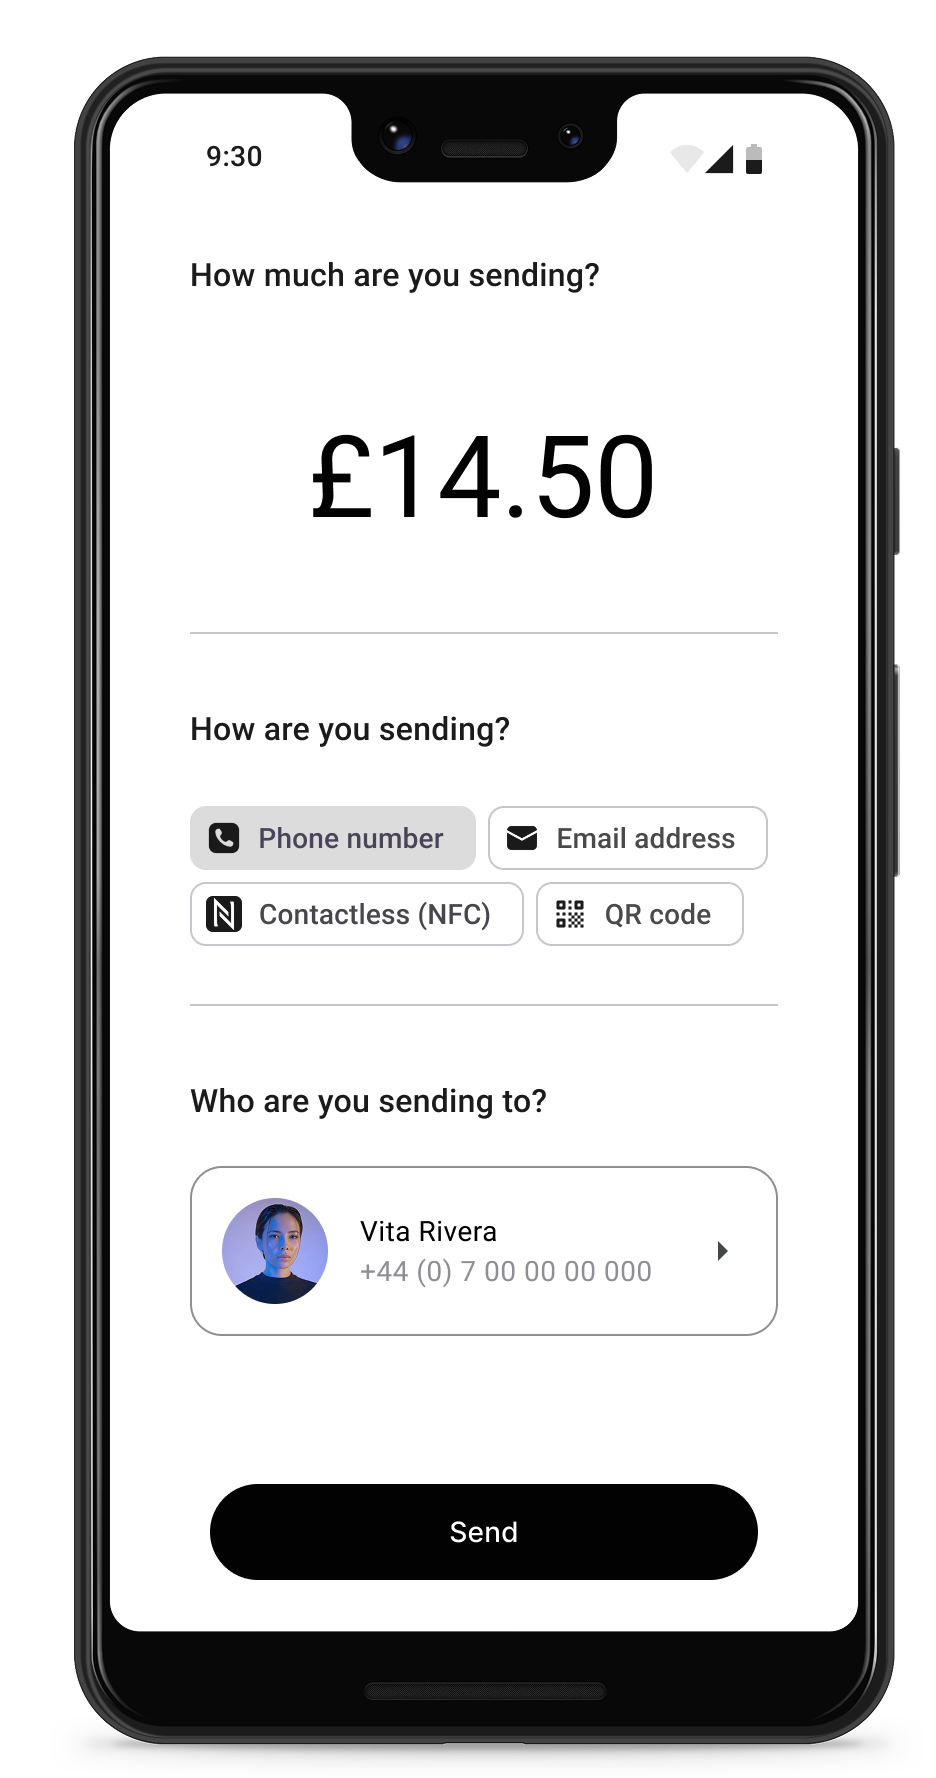 9:30
How much are you sending?
£14.50
How are you sending?
Phone number
Email address
Contactless (NFC)
QR code
Who are you sending to?
Vita Rivera
+44 (0) 7 00 00 00 000
Send